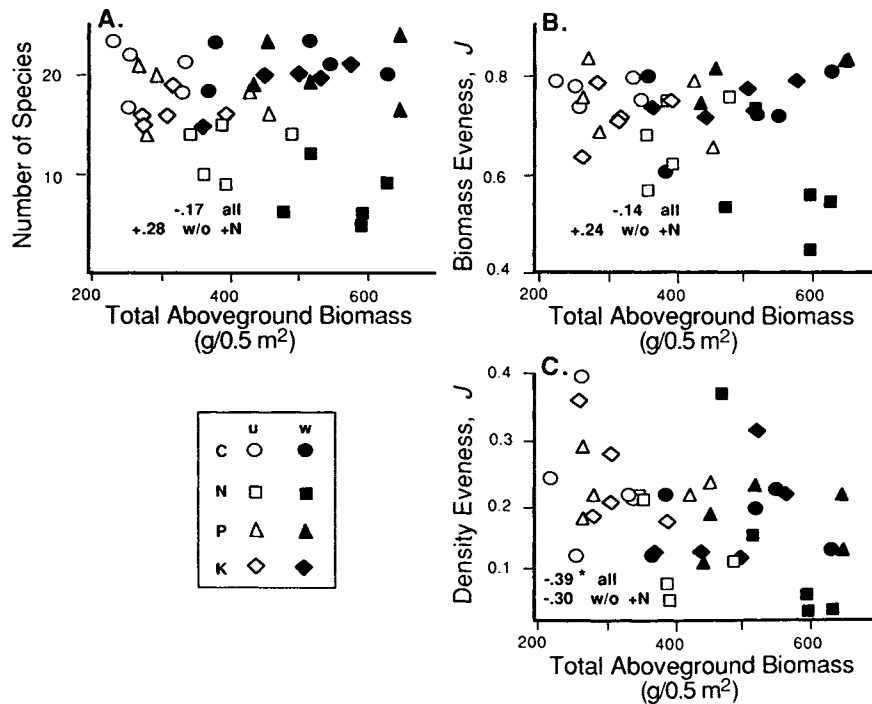 A.
Number of Species
20
10
-.17 all
+.28 w/o +N
200 400 600
Total Aboveground Biomass
(g/0.5 m2)
B.
Biomass Eveness, J
0.8
0.6
0.4
-.14 all
+.24 w/o +N
200 400 600
Total Aboveground Biomass
(g/0.5 m2)
u w
C
N
P
K
C.
Density Eveness, J
0.4
0.3
0.2
0.1
-.39 * all
-.30 w/o +N
200 400 600
Total Aboveground Biomass
(g/0.5 m2)